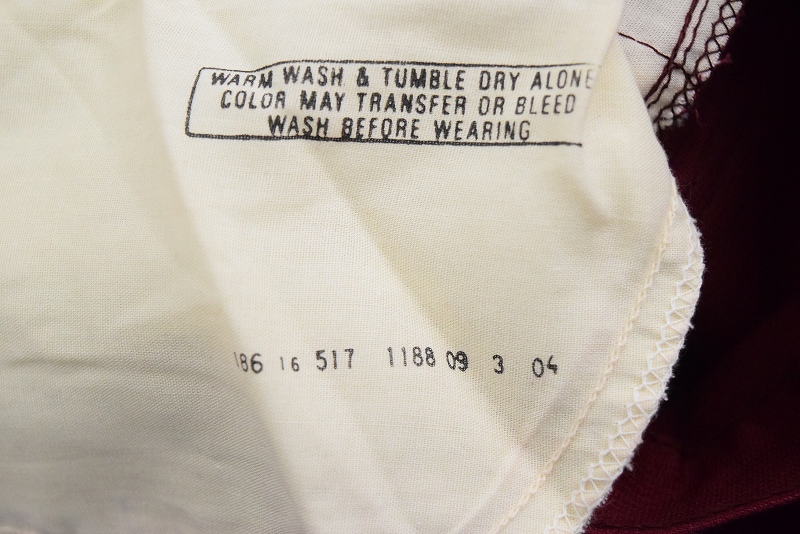 WARM WASH & TUMBLE DRY ALONE
COLOR MAY TRANSFER OR BLEED
WASH BEFORE WEARING
186 16 517 1188 09 3 04